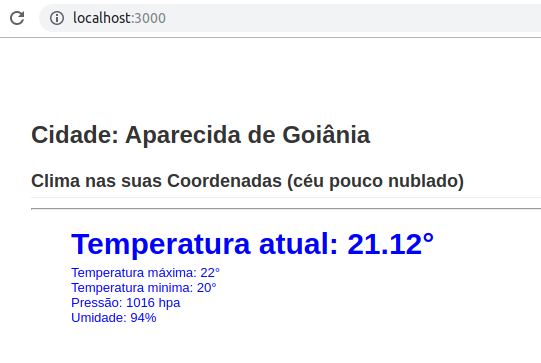 localhost:3000
Cidade: Aparecida de Goiânia
Clima nas suas Coordenadas (céu pouco nublado)
Temperatura atual: 21.12°
Temperatura máxima: 22°
Temperatura minima: 20°
Pressão: 1016 hpa
Umidade: 94%